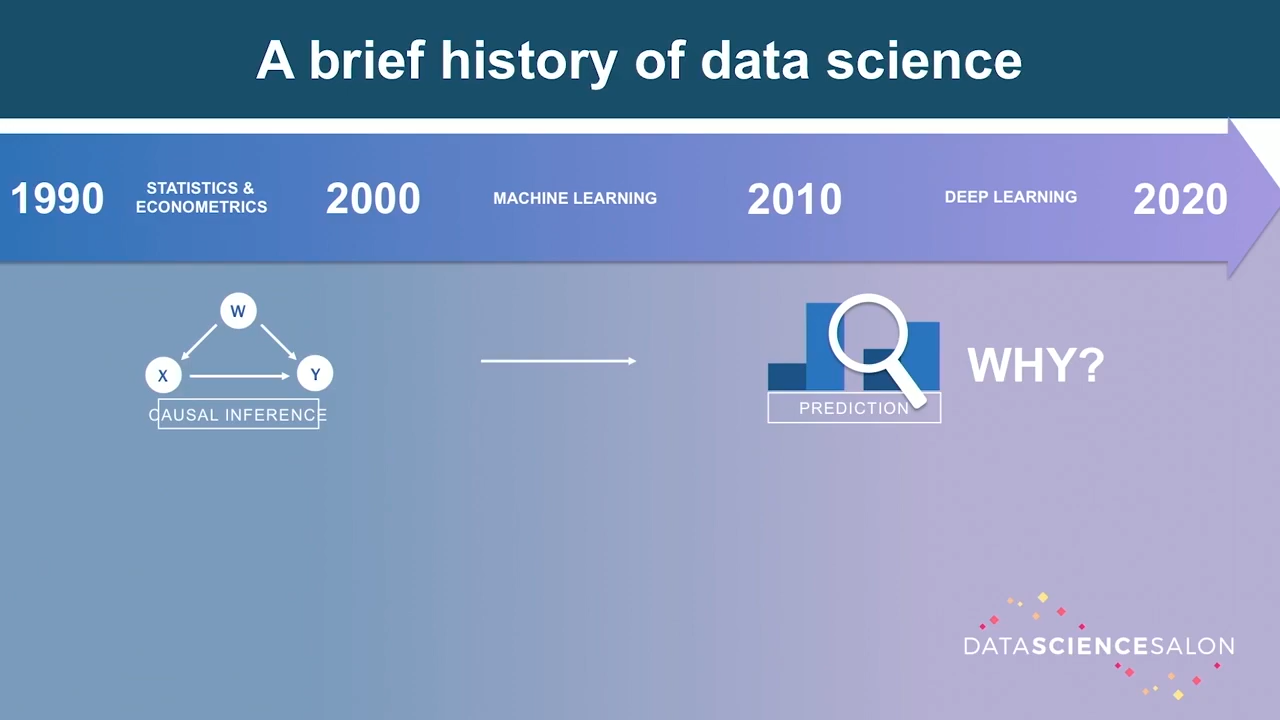 A brief history of data science
1990
STATISTICS &
ECONOMETRICS
2000
MACHINE LEARNING
2010
DEEP LEARNING
2020
W
X
Y
CAUSAL INFERENCE
PREDICTION
WHY?
DATASCIENCESALON